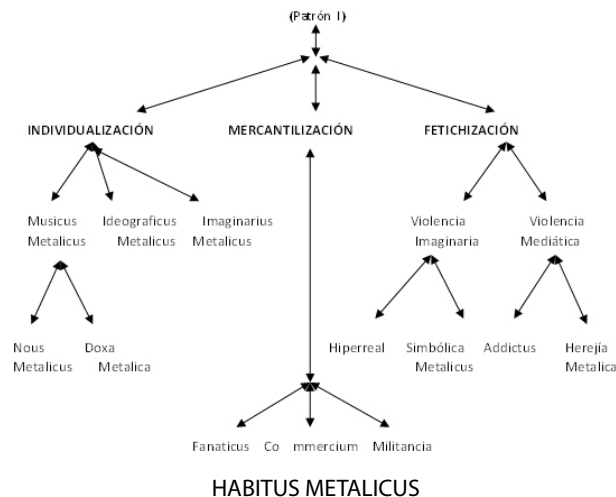 (Patrón I)
INDIVIDUALIZACIÓN MERCANTILIZACIÓN FETICHIZACIÓN
Musicus Ideograficus Imaginarius Violencia Violencia
Metalicus Metalicus Metalicus Imaginaria Mediática
Nous Doxa Hiperreal Simbólica Addictus Herejía
Metalicus Metalica Metalicus Metalica
Fanaticus Co mmercium Militancia
HABITUS METALICUS